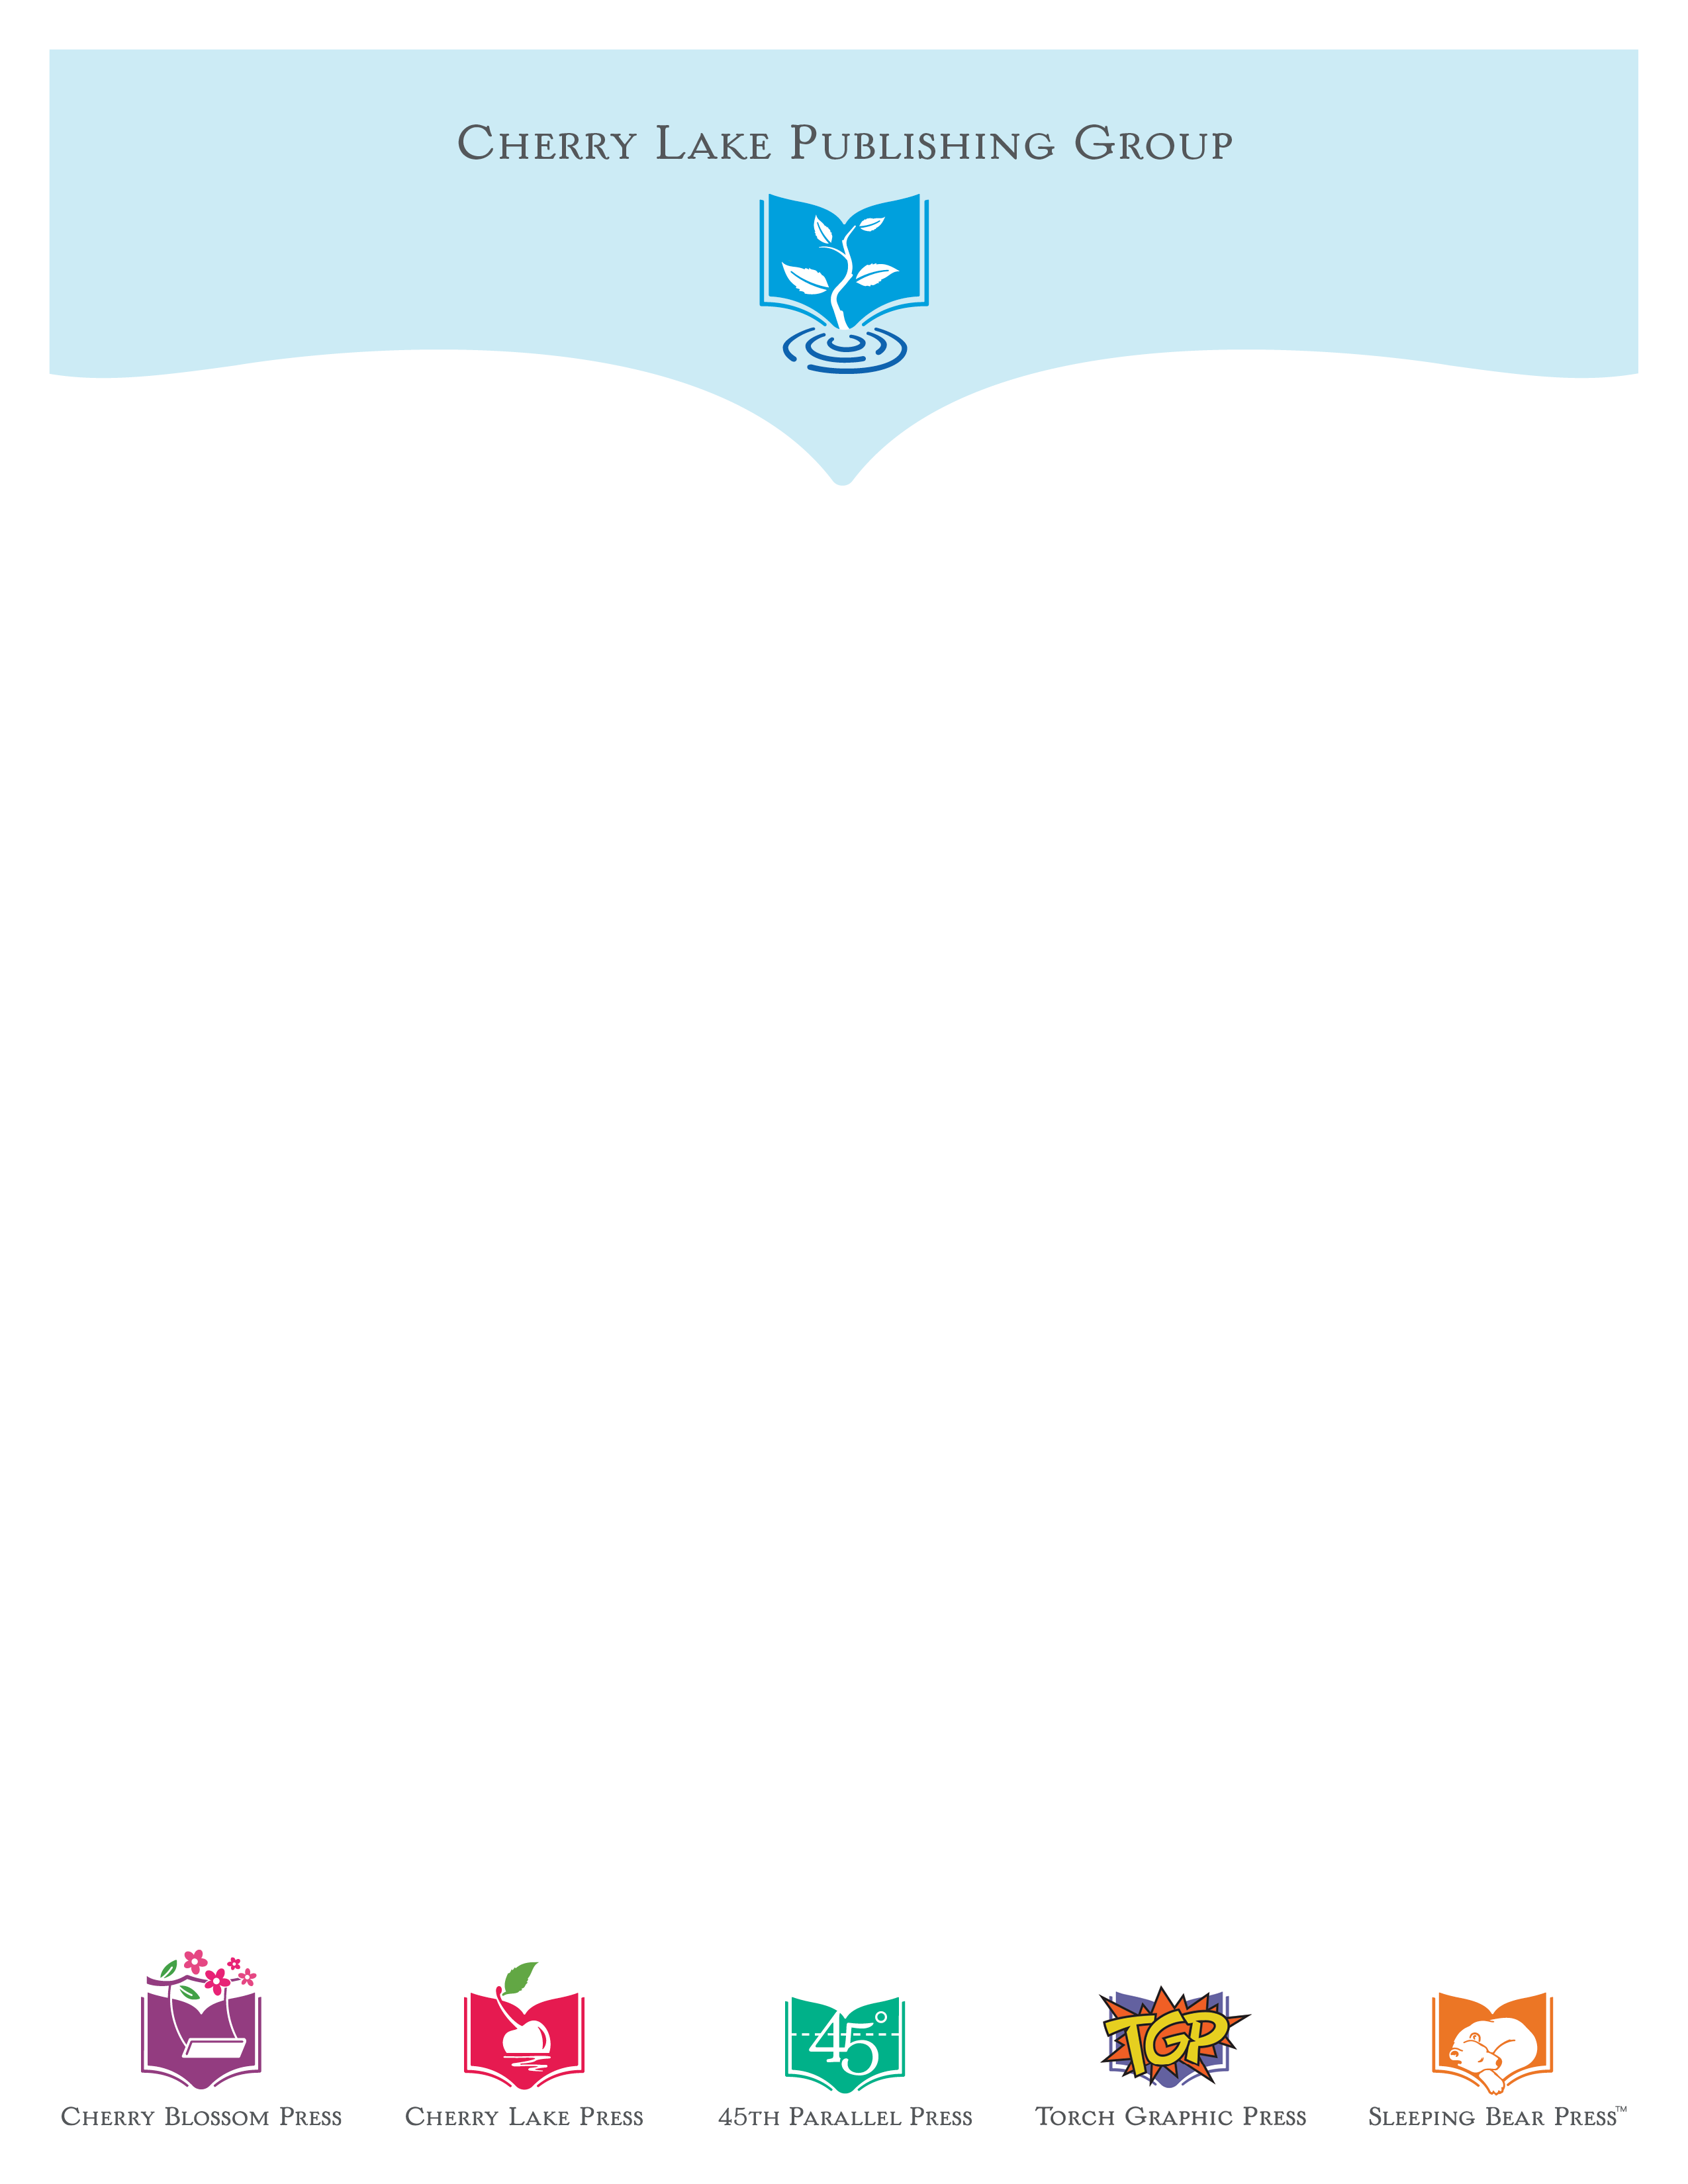 Cherry Lake Publishing Group
45°
TGP
Cherry Blossom Press
Cherry Lake Press
45th Parallel Press
Torch Graphic Press
Sleeping Bear Press™